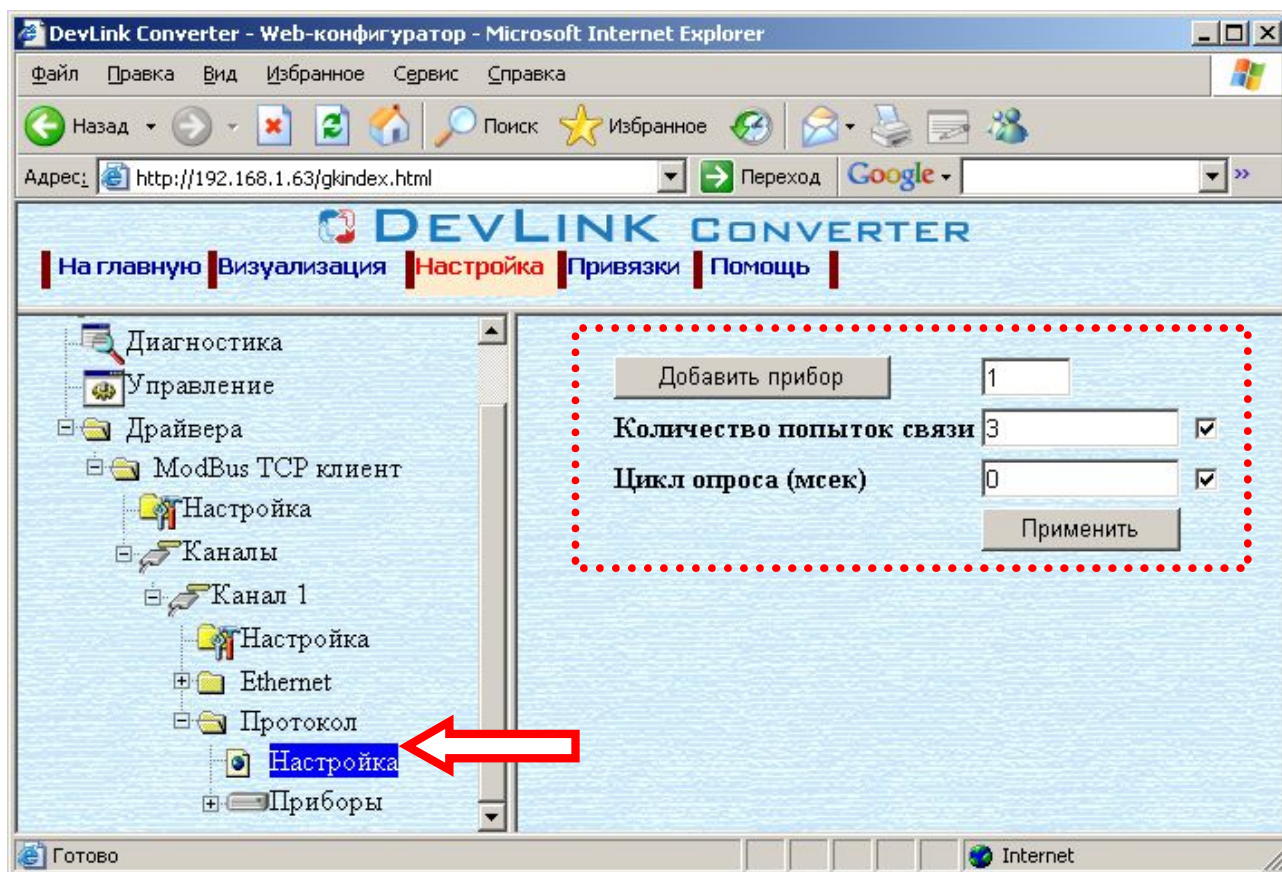 DevLink Converter - Web-конфигуратор - Microsoft Internet Explorer
Файл Правка Вид Избранное Сервис Справка
Назад Поиск Избранное
Адрес: http://192.168.1.63/gkindex.html Переход Google
DEVLINK CONVERTER
На главную Визуализация Настройка Привязки Помощь
Диагностика
Управление
Драйвера
ModBus TCP клиент
Настройка
Каналы
Канал 1
Настройка
Ethernet
Протокол
Настройка
Приборы
Добавить прибор 1
Количество попыток связи 3
Цикл опроса (мсек) 0
Применить
Готово Internet